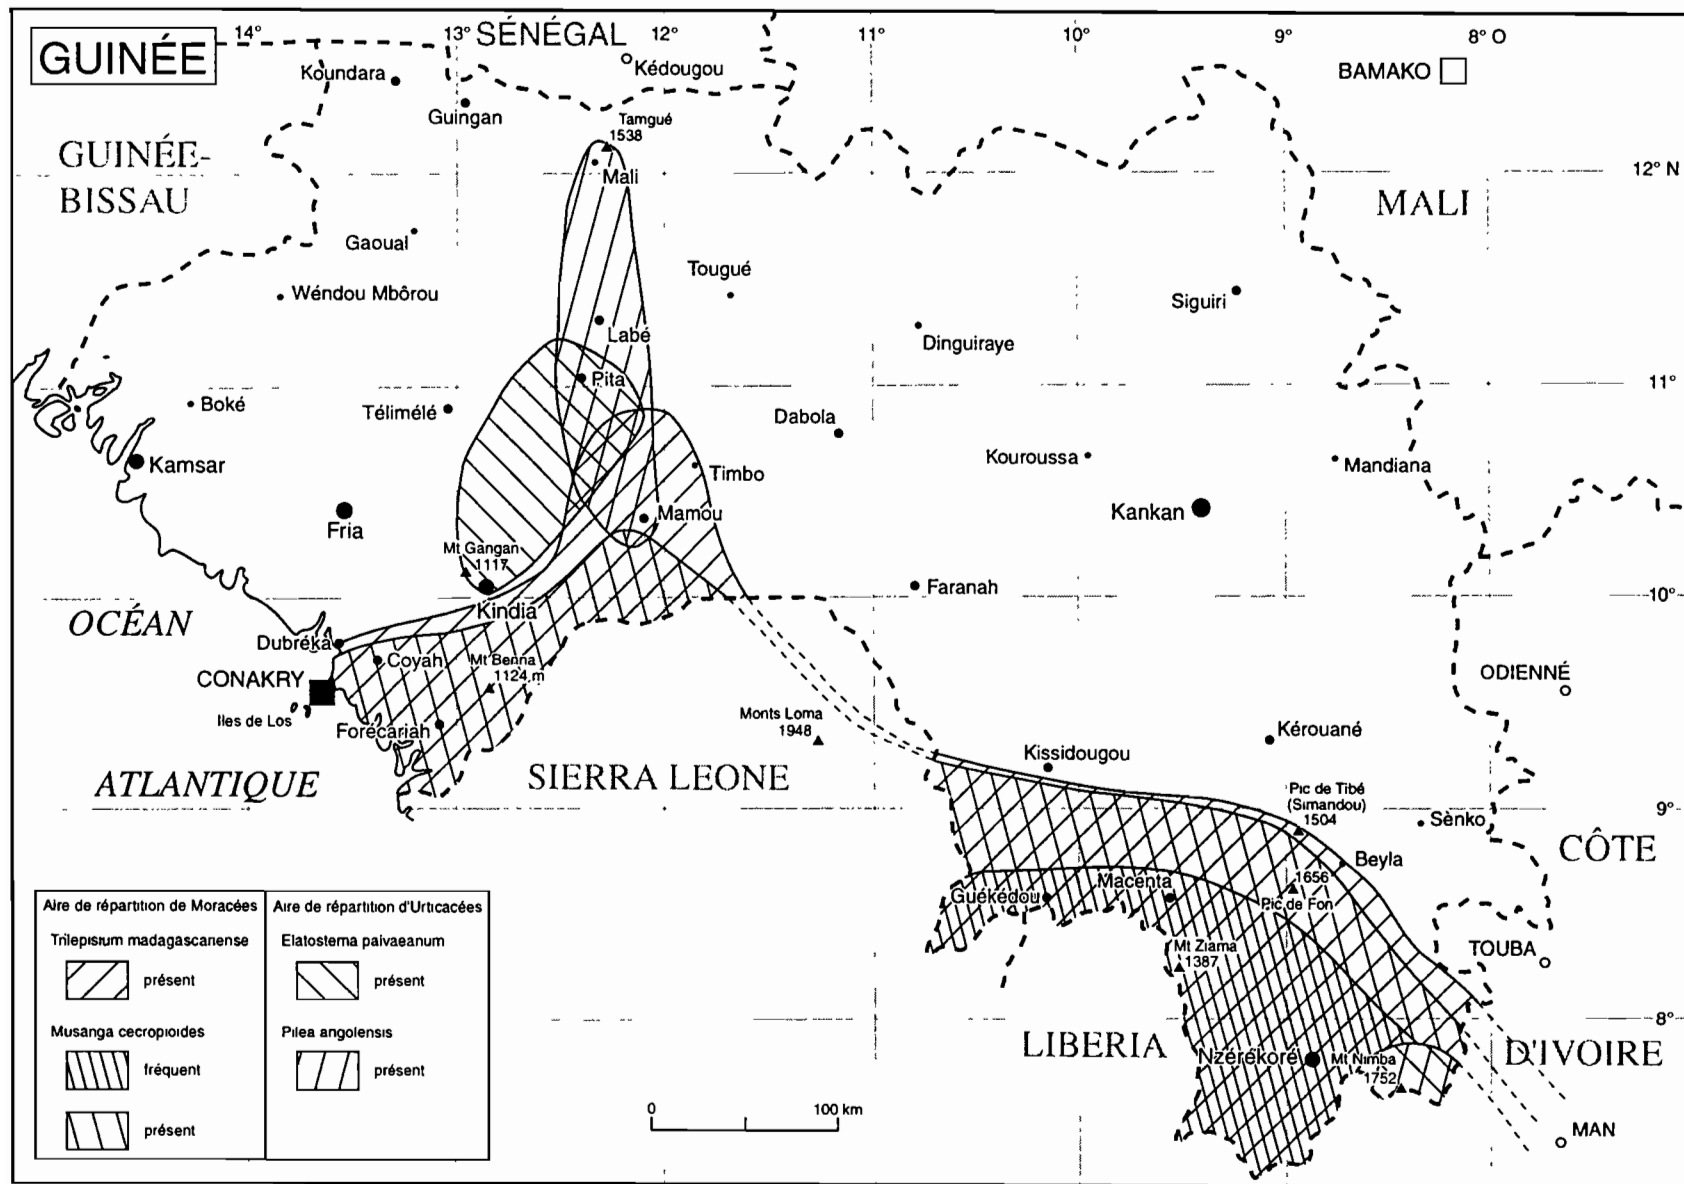 GUINÉE
14°
13°
SÉNÉGAL
12°
11°
10°
9°
8° O
Koundara
Kédougou
BAMAKO
Guingan
Tamgué
1538
GUINÉE-
BISSAU
Mali
12° N
MALI
Gaoual
Tougué
Wéndou Mbôrou
Siguiri
Labé
Dinguiraye
Pita
11°
Boké
Télimélé
Dabola
Kamsar
Timbo
Kouroussa
Mandiana
Mamou
Kankan
Fria
Mt Gangan
1117
Faranah
10°
Kindia
OCÉAN
Dubréka
Coyah
Mt Benna
1124 m
CONAKRY
ODIENNÉ
Iles de Los
Forécariah
Monts Loma
1948
Kérouané
Kissidougou
ATLANTIQUE
SIERRA LEONE
Pic de Tibé
(Simandou)
1504
9°
Sènko
CÔTE
Beyla
Macenta
1656
Pic de Fon
Guékédou
Aire de répartition de Moracées
Trilepisium madagascariense
présent
Musanga cecropioides
fréquent
présent
Aire de répartition d'Urticacées
Elatostema paivaeanum
présent
Pilea angolensis
présent
Mt Ziama
1387
TOUBA
8°
LIBERIA
D'IVOIRE
Nzérékoré
Mt Nimba
1752
0
100 km
MAN